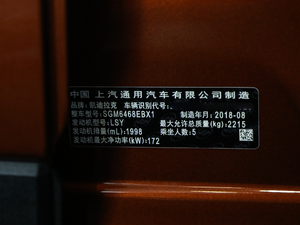 中国 上汽通用汽车有限公司制造
品牌: 凯迪拉克 车辆识别代号:.
整车型号:SGM6468EBX1 制造年月:2018-08
发动机型号:LSY 最大允许总质量(kg):2215
发动机排量(mL):1998 乘坐人数:5
发动机最大净功率(kW):172